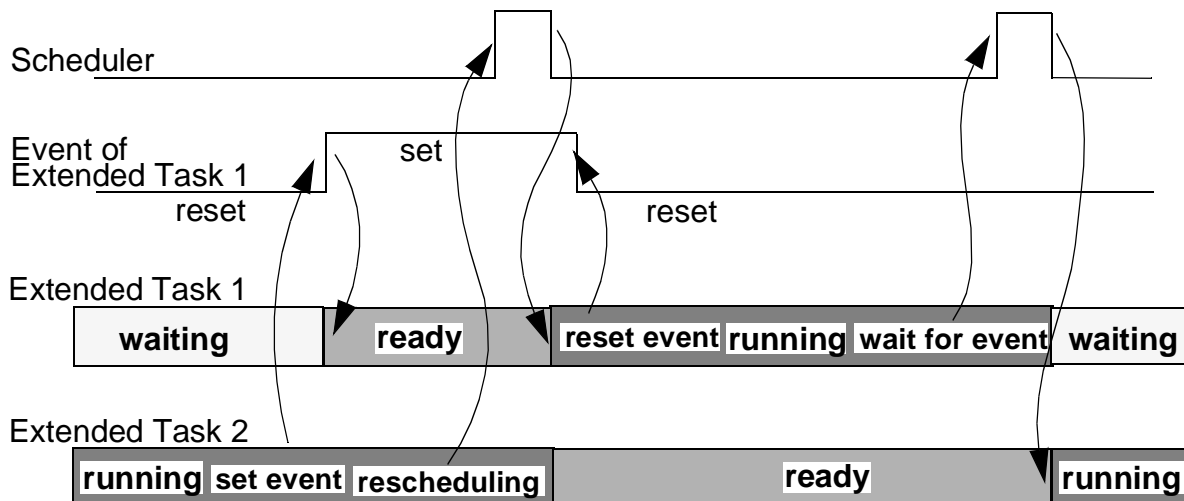 Scheduler
Event of
Extended Task 1
set
reset
reset
Extended Task 1
waiting
ready
reset event
running
wait for event
waiting
Extended Task 2
running
set event
rescheduling
ready
running